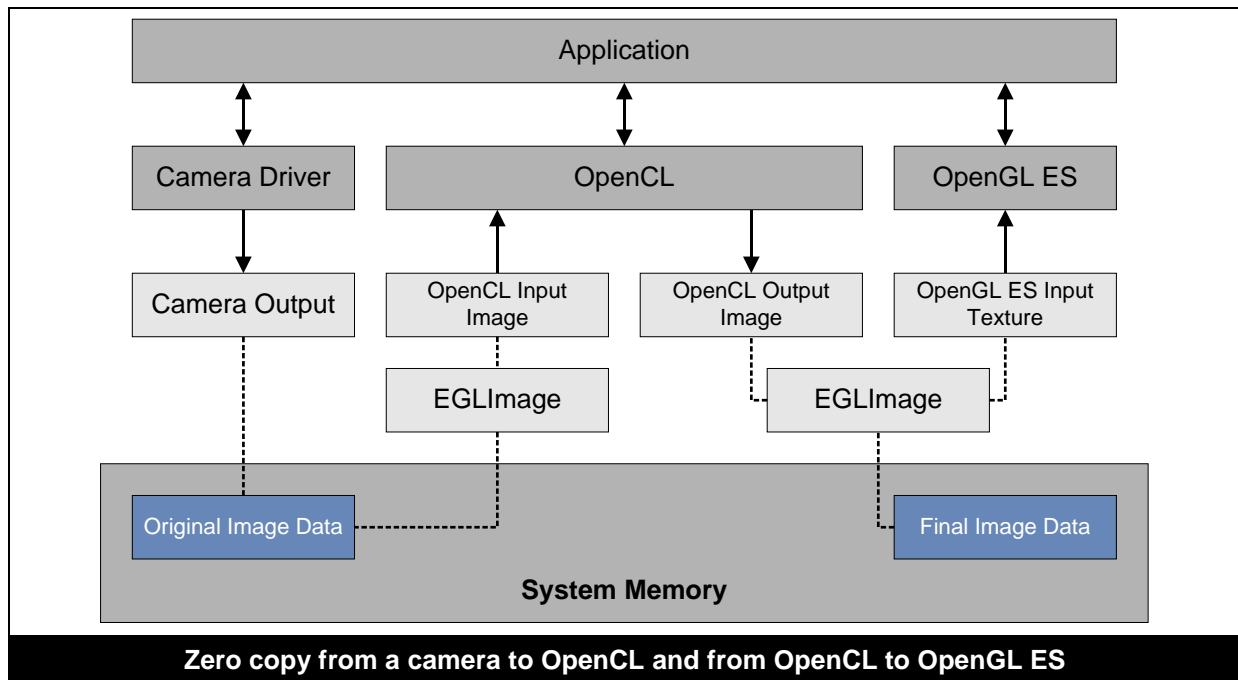 Application
Camera Driver
OpenCL
OpenGL ES
Camera Output
OpenCL Input
Image
OpenCL Output
Image
OpenGL ES Input
Texture
EGLImage
EGLImage
Original Image Data
Final Image Data
System Memory
Zero copy from a camera to OpenCL and from OpenCL to OpenGL ES